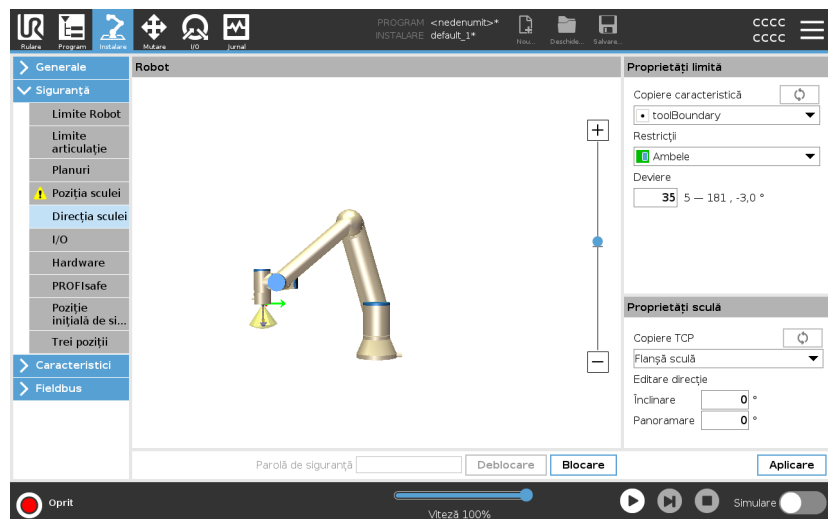 PROGRAM <nedenumit>*
INSTALARE default_1*
CCCC
CCCC
Rulare Program Instalare Mutare I/O Jurnal Nou... Deschide... Salvare...
Generale
Siguranță
Limite Robot
Limite
articulație
Planuri
Poziția sculei
Direcția sculei
I/O
Hardware
PROFIsafe
Poziție
inițială de si...
Trei poziții
Caracteristici
Fieldbus
Robot
Proprietăți limită
Copiere caracteristică
toolBoundary
Restricții
Ambele
Deviere
35 5 — 181 , -3,0 °
Proprietăți sculă
Copiere TCP
Flanșă sculă
Editare direcție
Înclinare 0 °
Panoramare 0 °
Parolă de siguranță Deblocare Blocare Aplicare
Oprit
Viteză 100%
Simulare